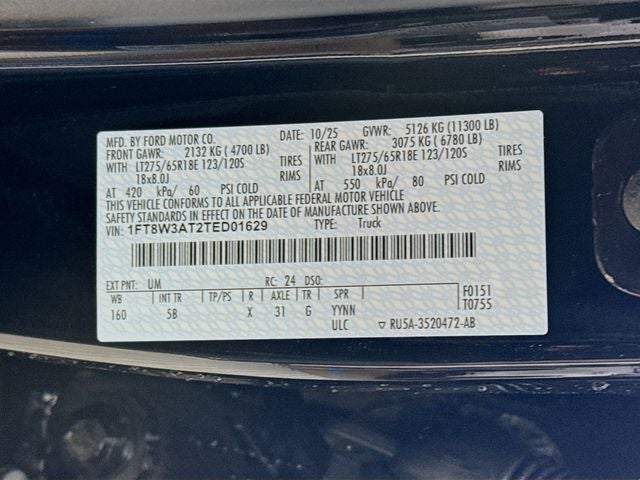 MFD. BY FORD MOTOR CO. DATE: 10/25 GVWR: 5126 KG (11300 LB)
FRONT GAWR: 2132 KG ( 4700 LB) REAR GAWR: 3075 KG ( 6780 LB)
WITH LT275/65R18E 123/120S TIRES WITH LT275/65R18E 123/120S TIRES
18x8.0J RIMS 18x8.0J RIMS
AT 420 kPa/ 60 PSI COLD AT 550 kPa/ 80 PSI COLD
THIS VEHICLE CONFORMS TO ALL APPLICABLE FEDERAL MOTOR VEHICLE
SAFETY STANDARDS IN EFFECT ON THE DATE OF MANUFACTURE SHOWN ABOVE.
VIN: 1FT8W3AT2TED01629 TYPE: Truck
EXT PNT: UM RC: 24 DSO: F0151
WB INT TR TP/PS R AXLE TR SPR T0755
160 5B X 31 G YYNN
ULC ▽ RU5A-3520472-AB